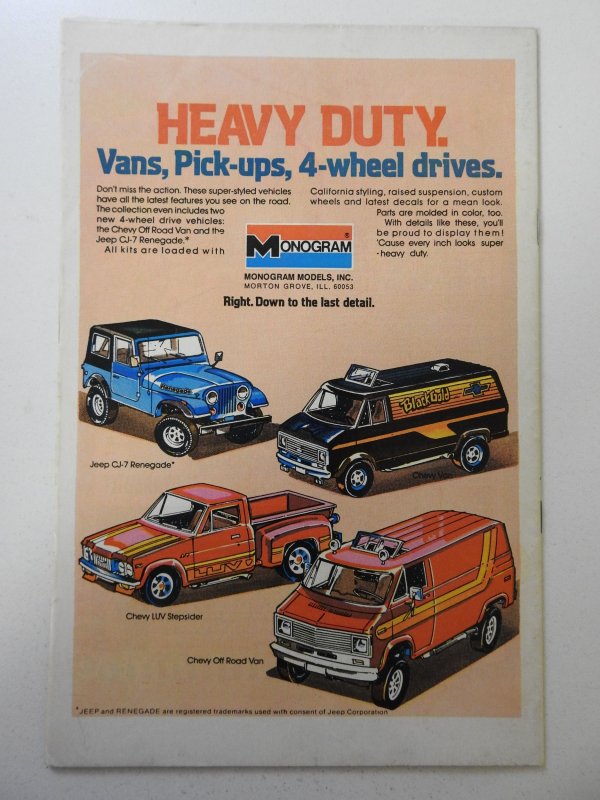 HEAVY DUTY.
Vans, Pick-ups, 4-wheel drives.
Don't miss the action. These super-styled vehicles
have all the latest features you see on the road.
The collection even includes two
new 4-wheel drive vehicles:
the Chevy Off Road Van and the
Jeep CJ-7 Renegade.*
All kits are loaded with
California styling, raised suspension, custom
wheels and latest decals for a mean look.
Parts are molded in color, too.
With details like these, you'll
be proud to display them!
'Cause every inch looks super
-heavy duty.
MONOGRAM®
MONOGRAM MODELS, INC.
MORTON GROVE, ILL. 60053
Right. Down to the last detail.
Renegade
Jeep CJ-7 Renegade*
Black Gold
Chevy Van
LUV
Chevy LUV Stepsider
Chevy Off Road Van
*JEEP and RENEGADE are registered trademarks used with consent of Jeep Corporation